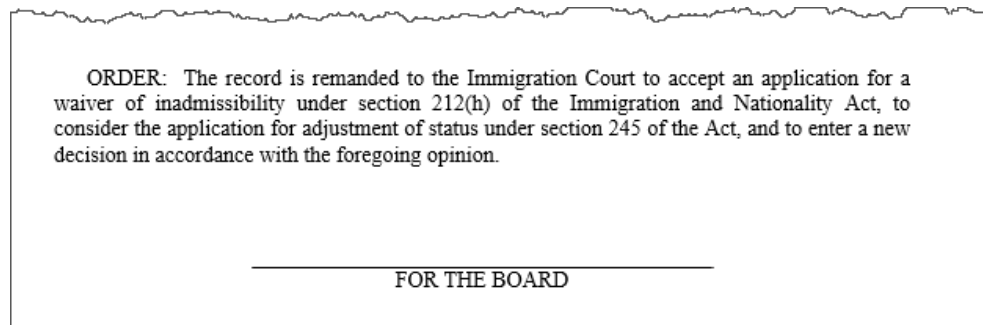 ORDER: The record is remanded to the Immigration Court to accept an application for a
waiver of inadmissibility under section 212(h) of the Immigration and Nationality Act, to
consider the application for adjustment of status under section 245 of the Act, and to enter a new
decision in accordance with the foregoing opinion.
FOR THE BOARD